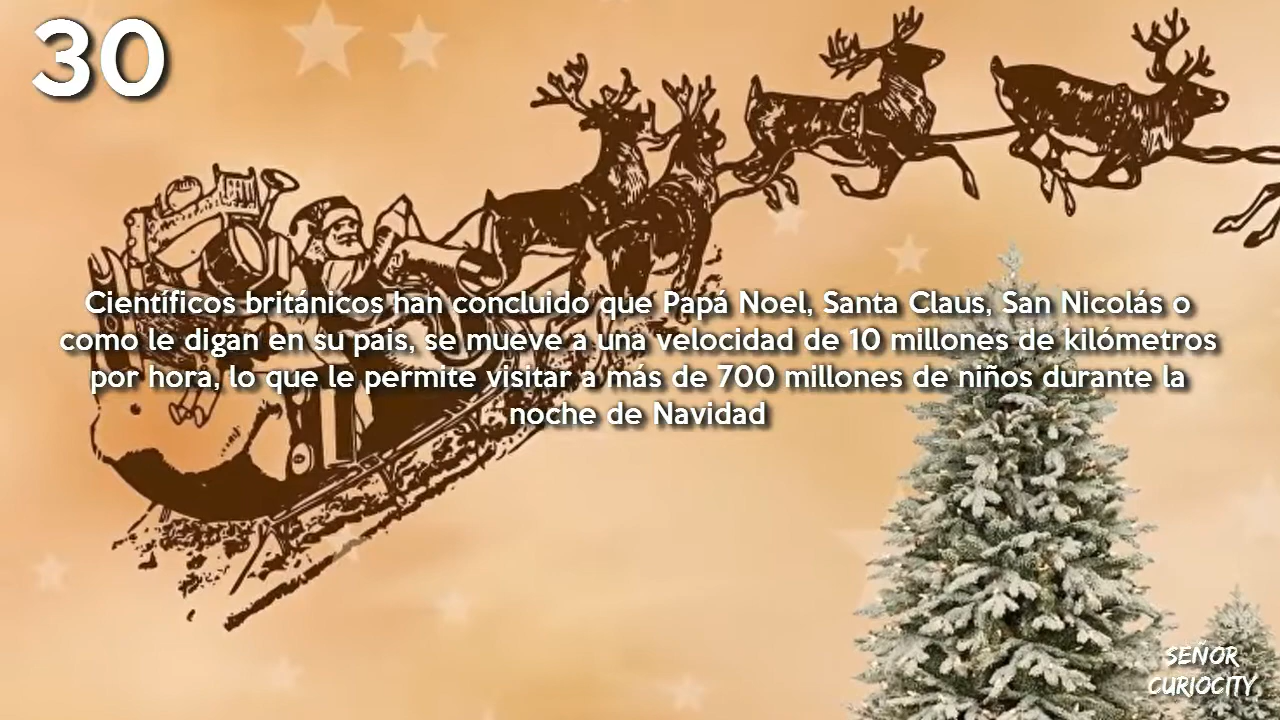 30
Científicos británicos han concluido que Papá Noel, Santa Claus, San Nicolás o
como le digan en su pais, se mueve a una velocidad de 10 millones de kilómetros
por hora, lo que le permite visitar a más de 700 millones de niños durante la
noche de Navidad
SEÑOR
CURIOCITY